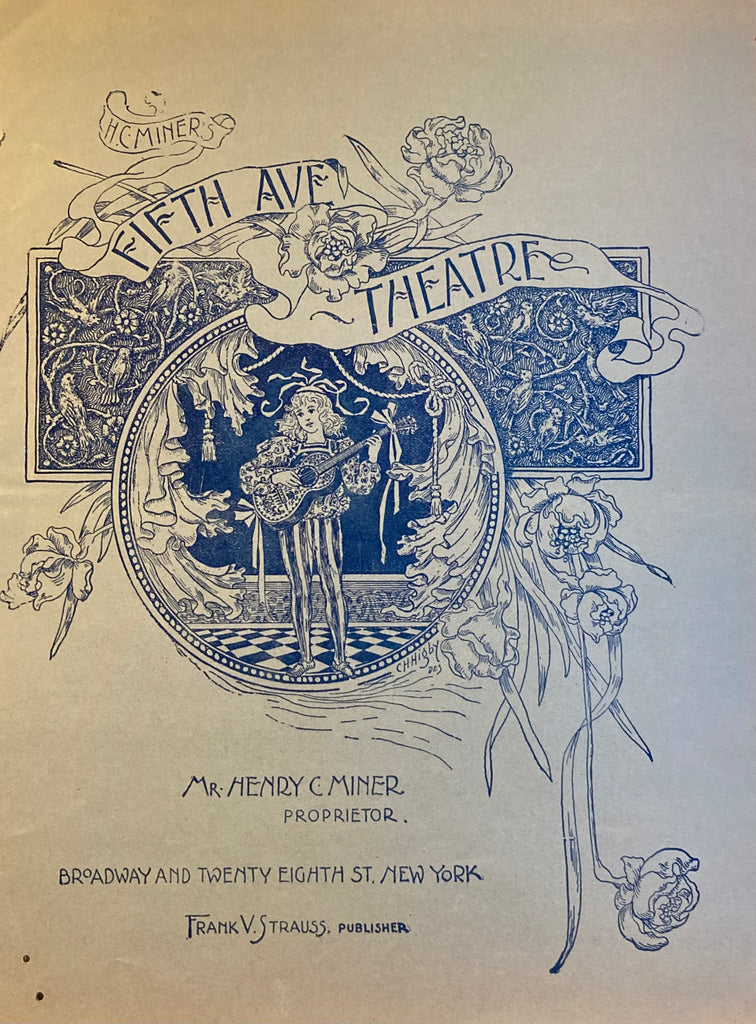 H.C. MINER'S
FIFTH AVE
THEATRE
CHHigby
DES
MR. HENRY C. MINER
PROPRIETOR.
BROADWAY AND TWENTY EIGHTH ST. NEW YORK
FRANK V. STRAUSS, PUBLISHER